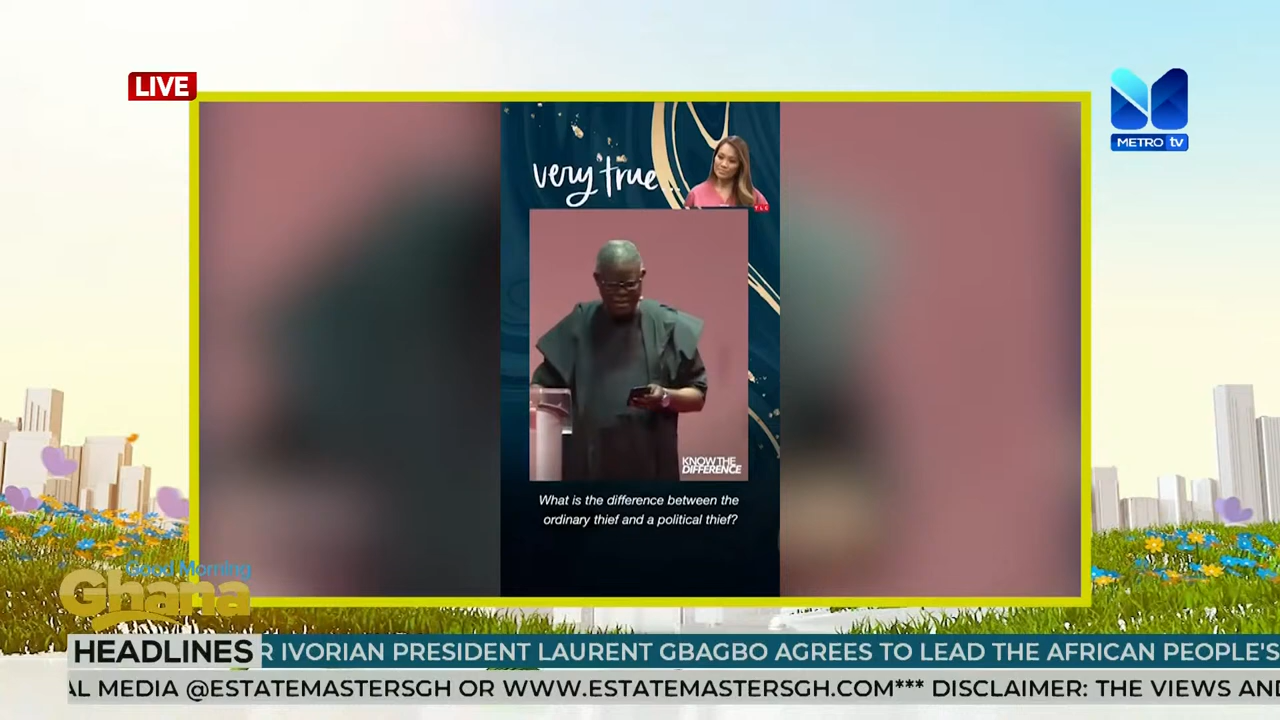 LIVE
METRO tv
very true
TLC
KNOW THE
DIFFERENCE
What is the difference between the
ordinary thief and a political thief?
Good Morning
Ghana
HEADLINES
R IVORIAN PRESIDENT LAURENT GBAGBO AGREES TO LEAD THE AFRICAN PEOPLE'S
AL MEDIA @ESTATEMASTERSGH OR WWW.ESTATEMASTERSGH.COM*** DISCLAIMER: THE VIEWS AND